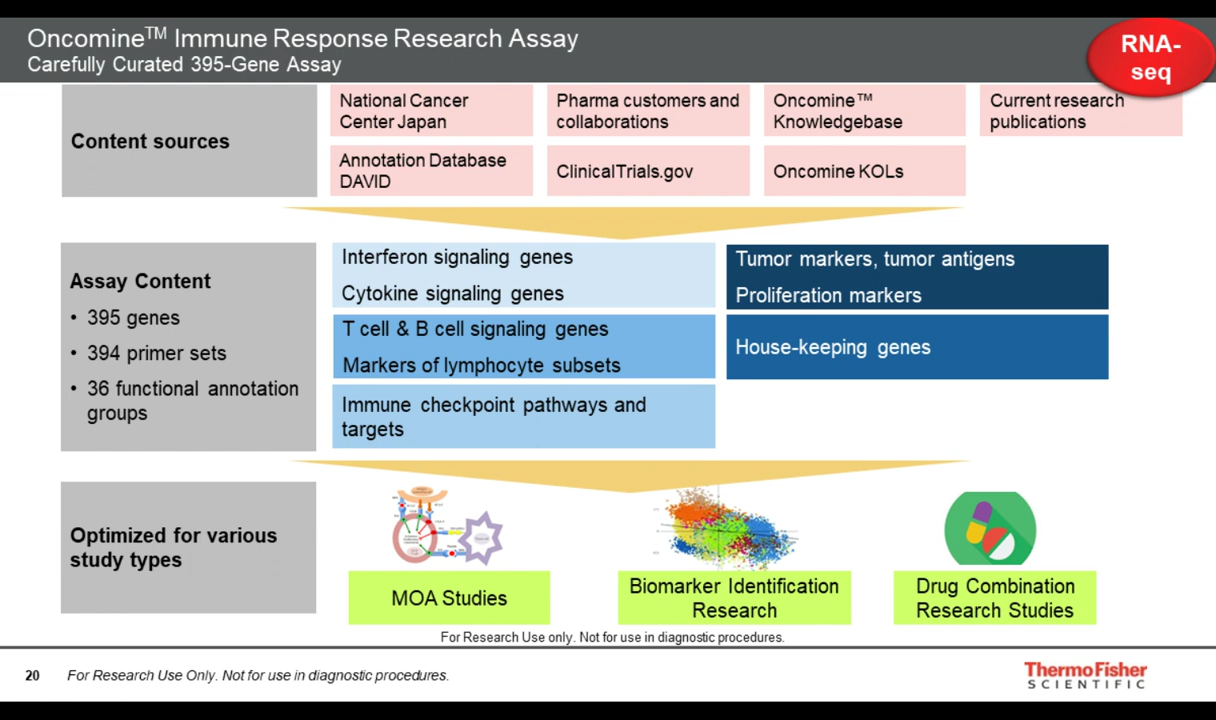 Oncomine™ Immune Response Research Assay
Carefully Curated 395-Gene Assay
RNA-
seq
Content sources
National Cancer
Center Japan
Pharma customers and
collaborations
Oncomine™
Knowledgebase
Current research
publications
Annotation Database
DAVID
ClinicalTrials.gov
Oncomine KOLs
Assay Content
• 395 genes
• 394 primer sets
• 36 functional annotation
groups
Interferon signaling genes
Cytokine signaling genes
T cell & B cell signaling genes
Markers of lymphocyte subsets
Immune checkpoint pathways and
targets
Tumor markers, tumor antigens
Proliferation markers
House-keeping genes
Optimized for various
study types
MOA Studies
Biomarker Identification
Research
Drug Combination
Research Studies
For Research Use only. Not for use in diagnostic procedures.
20
For Research Use Only. Not for use in diagnostic procedures.
ThermoFisher
SCIENTIFIC